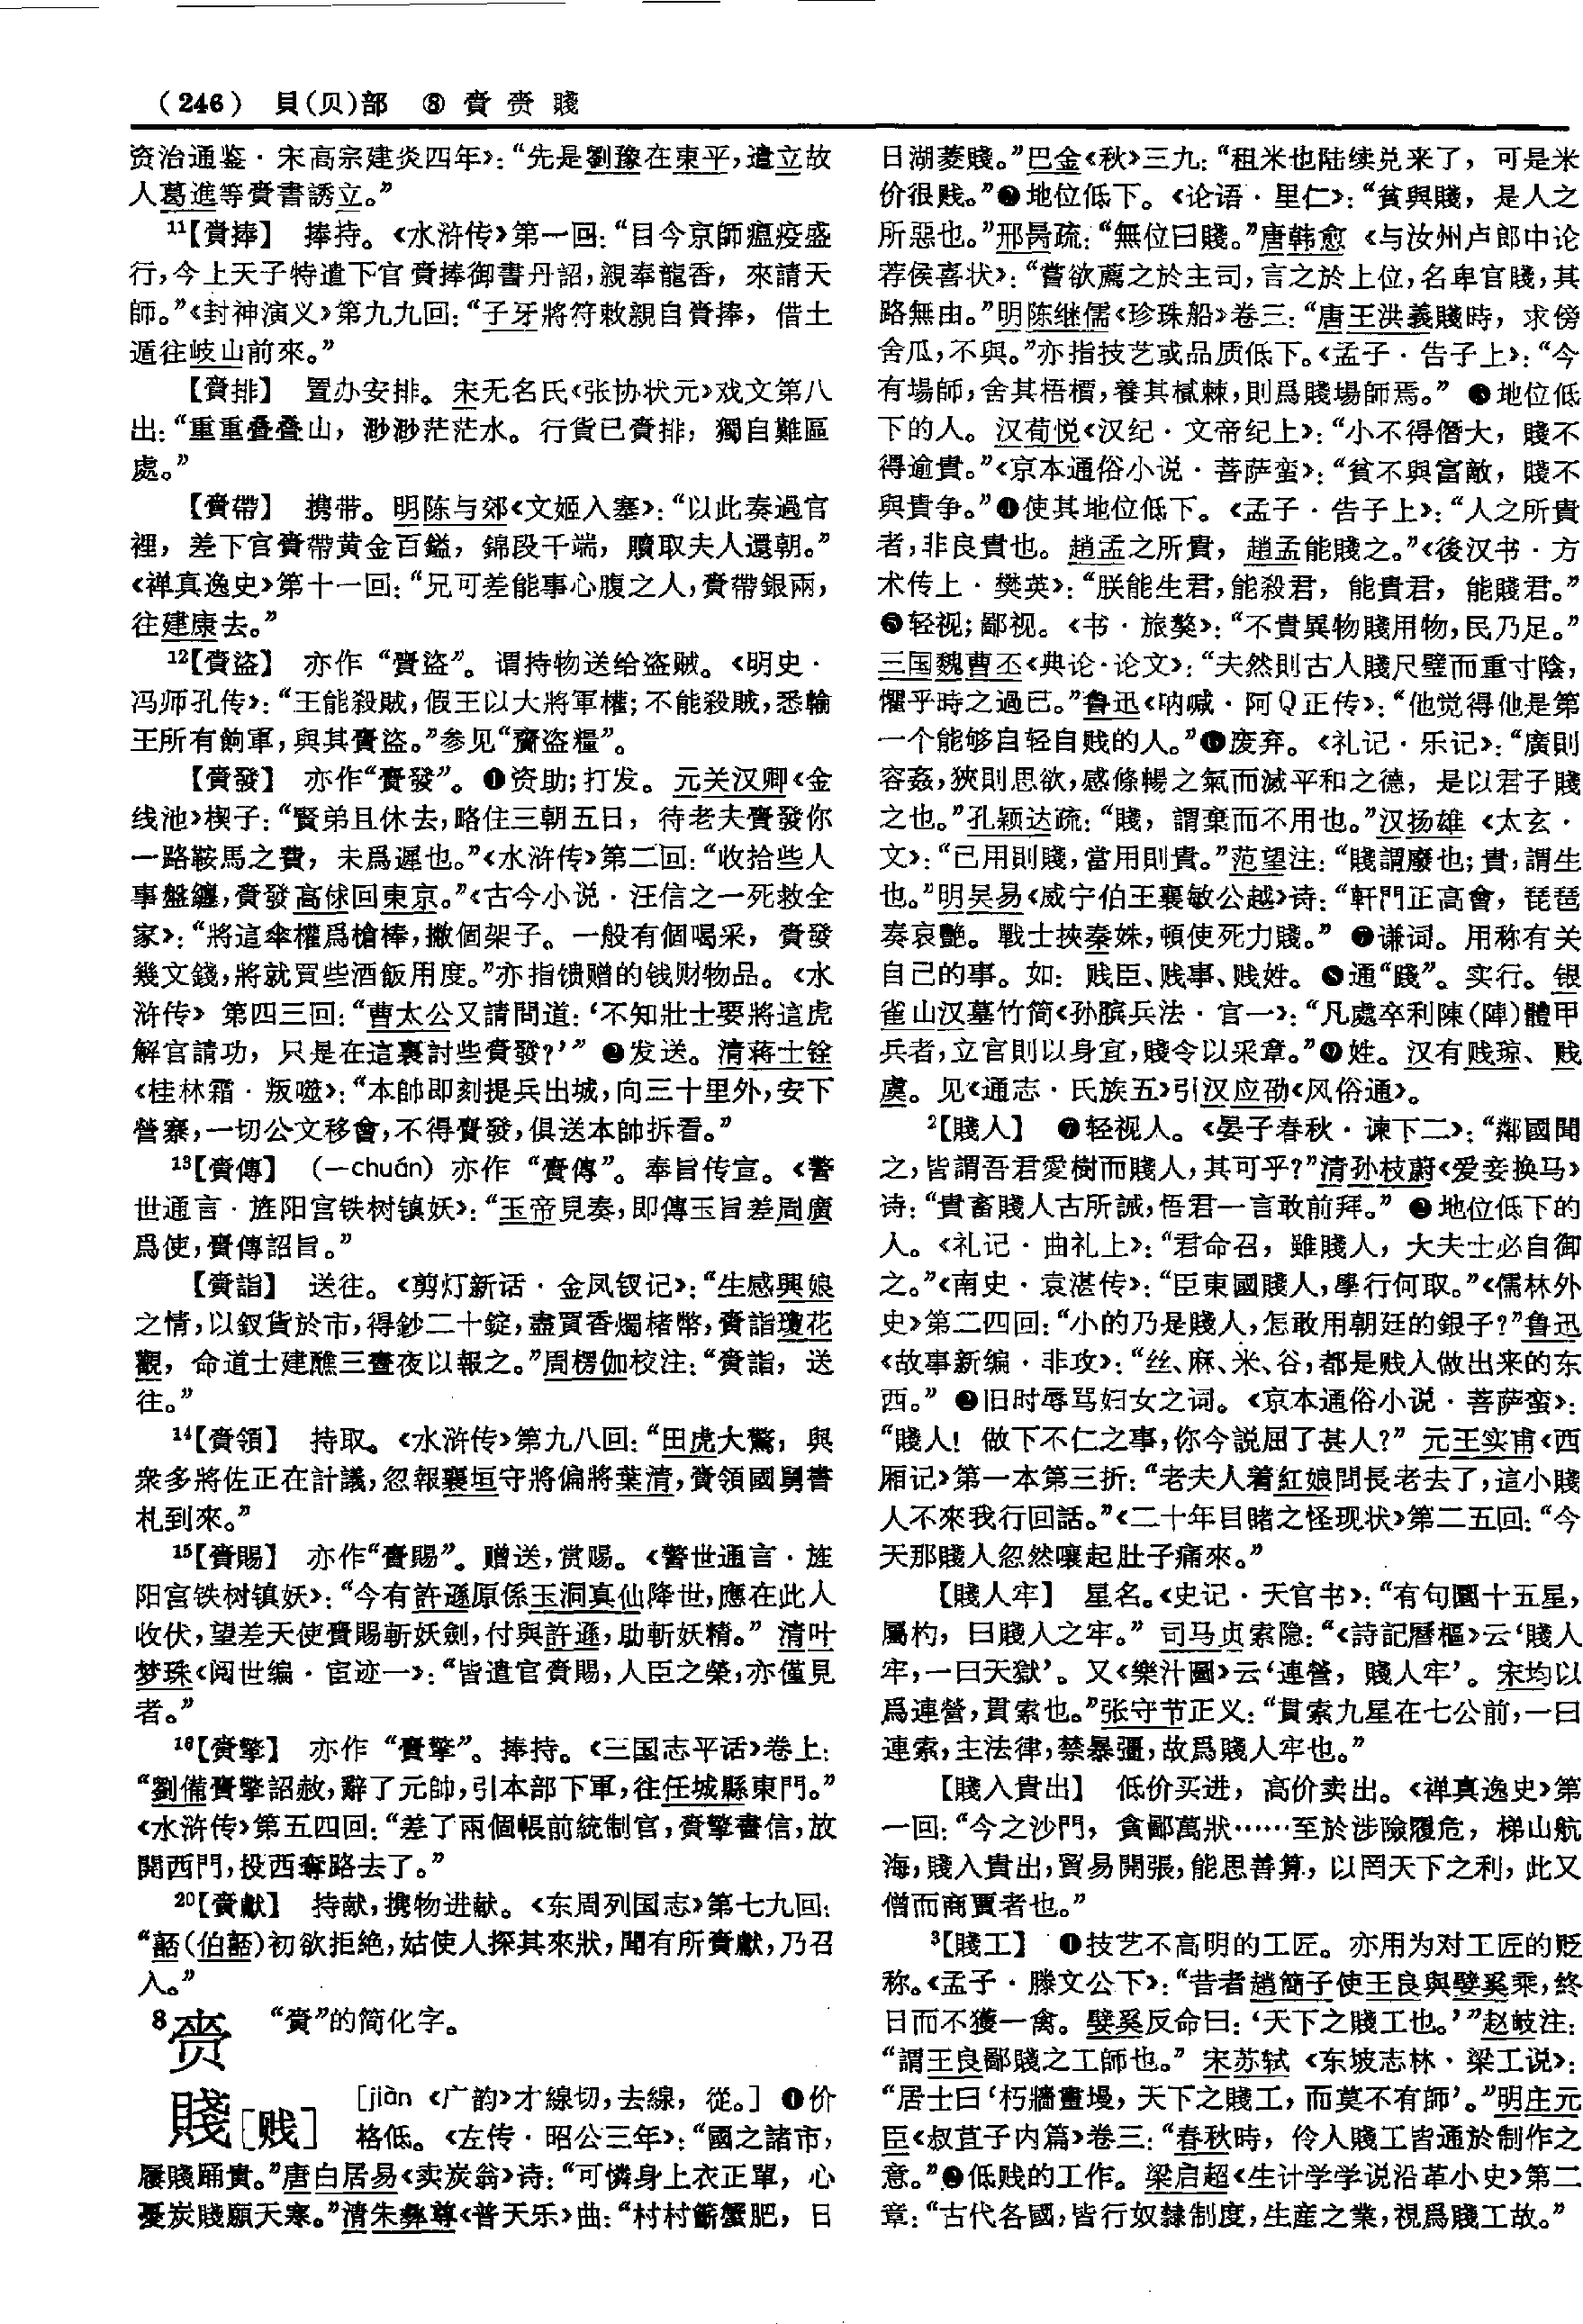 （246） 貝(贝)部 ⑧ 賫 赍 賤
资治通鉴·宋高宗建炎四年》：“先是劉豫在東平，遣立故
人葛進等賫書誘立。”
11【賫捧】 捧持。《水浒传》第一回：“目今京師瘟疫盛
行，今上天子特遣下官賫捧御書丹詔，親奉龍香，來請天
師。”《封神演义》第九九回：“子牙將符敕親自賫捧，借土
遁往岐山前來。”
【賫排】 置办安排。宋无名氏《张协状元》戏文第八
出：“重重叠叠山，渺渺茫茫水。行貨已賫排，獨自難區
處。”
【賫帶】 携带。明陈与郊《文姬入塞》：“以此奏過官
裡，差下官賫帶黄金百鎰，錦段千端，贖取夫人還朝。”
《禅真逸史》第十一回：“兄可差能事心腹之人，賫帶銀兩，
往建康去。”
12【賫盜】 亦作“賷盜”。谓持物送给盗贼。《明史·
冯师孔传》：“王能殺賊，假王以大將軍權；不能殺賊，悉輸
王所有餉軍，與其賫盜。”参见“齎盗糧”。
【賫發】 亦作“賷發”。❶资助；打发。元关汉卿《金
线池》楔子：“賢弟且休去，略住三朝五日，待老夫賫發你
一路鞍馬之費，未爲遲也。”《水浒传》第二回：“收拾些人
事盤纏，賫發高俅回東京。”《古今小说·汪信之一死救全
家》：“將這傘權爲槍棒，撇個架子。一般有個喝采，賫發
幾文錢，將就買些酒飯用度。”亦指馈赠的钱财物品。《水
浒传》第四三回：“曹太公又請問道：‘不知壯士要將這虎
解官請功，只是在這裏討些賫發？’” ❷发送。清蒋士铨
《桂林霜·叛噬》：“本帥即刻提兵出城，向三十里外，安下
營寨，一切公文移會，不得賫發，俱送本帥拆看。”
13【賫傳】 （—chuán）亦作“賷傳”。奉旨传宣。《警
世通言·旌阳宫铁树镇妖》：“玉帝見奏，即傳玉旨差周廣
爲使，賫傳詔旨。”
【賫詣】 送往。《剪灯新话·金凤钗记》：“生感興娘
之情，以釵貨於市，得鈔二十錠，盡買香燭楮幣，賫詣瓊花
觀，命道士建醮三晝夜以報之。”周楞伽校注：“賫詣，送
往。”
14【賫領】 持取。《水浒传》第九八回：“田虎大驚，與
衆多將佐正在計議，忽報襄垣守將偏將葉清，賫領國舅書
札到來。”
15【賫賜】 亦作“賷賜”。赠送，赏赐。《警世通言·旌
阳宫铁树镇妖》：“今有許遜原係玉洞真仙降世，應在此人
收伏，望差天使賫賜斬妖劍，付與許遜，助斬妖精。” 清叶
梦珠《阅世编·宦迹一》：“皆遣官賫賜，人臣之榮，亦僅見
者。”
16【賫擎】 亦作“賷擎”。捧持。《三国志平话》卷上：
“劉備賫擎詔赦，辭了元帥，引本部下軍，往任城縣東門。”
《水浒传》第五四回：“差了兩個帳前統制官，賫擎書信，放
開西門，投西奪路去了。”
20【賫獻】 持献，携物进献。《东周列国志》第七九回：
“嚭（伯嚭）初欲拒绝，姑使人探其來狀，聞有所賫獻，乃召
入。”
8赍 “賫”的简化字。
賤［贱］ ［jiàn 《广韵》才線切，去線，從。］❶价
格低。《左传·昭公三年》：“國之諸市，
屨賤踊貴。”唐白居易《卖炭翁》诗：“可憐身上衣正單，心
憂炭賤願天寒。”清朱彝尊《普天乐》曲：“村村籪蟹肥，日
日湖菱賤。”巴金《秋》三九：“租米也陆续兑来了，可是米
价很贱。”❷地位低下。《论语·里仁》：“貧與賤，是人之
所惡也。”邢昺疏：“無位曰賤。”唐韩愈《与汝州卢郎中论
荐侯喜状》：“嘗欲薦之於主司，言之於上位，名卑官賤，其
路無由。”明陈继儒《珍珠船》卷三：“唐王洪義賤時，求傍
舍瓜，不與。”亦指技艺或品质低下。《孟子·告子上》：“今
有場師，舍其梧檟，養其樲棘，則爲賤場師焉。” ❸地位低
下的人。汉荀悦《汉纪·文帝纪上》：“小不得僭大，賤不
得逾貴。”《京本通俗小说·菩萨蛮》：“貧不與富敵，賤不
與貴争。”❹使其地位低下。《孟子·告子上》：“人之所貴
者，非良貴也。趙孟之所貴，趙孟能賤之。”《後汉书·方
术传上·樊英》：“朕能生君，能殺君，能貴君，能賤君。”
❺轻视；鄙视。《书·旅獒》：“不貴異物賤用物，民乃足。”
三国魏曹丕《典论·论文》：“夫然則古人賤尺璧而重寸陰，
懼乎時之過已。”鲁迅《呐喊·阿Q正传》：“他觉得他是第
一个能够自轻自贱的人。”❻废弃。《礼记·乐记》：“廣則
容姦，狹則思欲，感條暢之氣而滅平和之德，是以君子賤
之也。”孔颖达疏：“賤，謂棄而不用也。”汉扬雄《太玄·
文》：“已用則賤，當用則貴。”范望注：“賤謂廢也；貴，謂生
也。”明吴易《威宁伯王襄敏公越》诗：“軒門正高會，琵琶
奏哀艷。戰士挾秦姝，頓使死力賤。” ❼谦词。用称有关
自己的事。如：贱臣、贱事、贱姓。❽通“踐”。实行。银
雀山汉墓竹简《孙膑兵法·官一》：“凡處卒利陳（陣）體甲
兵者，立官則以身宜，賤令以采章。”❾姓。汉有贱琼、贱
虞。见《通志·氏族五》引汉应劭《风俗通》。
2【賤人】 ❼轻视人。《晏子春秋·谏下二》：“鄰國聞
之，皆謂吾君愛樹而賤人，其可乎？”清孙枝蔚《爱妾换马》
诗：“貴畜賤人古所誡，悟君一言敢前拜。” ❷地位低下的
人。《礼记·曲礼上》：“君命召，雖賤人，大夫士必自御
之。”《南史·袁湛传》：“臣東國賤人，學行何取。”《儒林外
史》第二四回：“小的乃是賤人，怎敢用朝廷的銀子？”鲁迅
《故事新编·非攻》：“丝、麻、米、谷，都是贱人做出来的东
西。” ❷旧时辱骂妇女之词。《京本通俗小说·菩萨蛮》：
“賤人！做下不仁之事，你今説屈了甚人？” 元王实甫《西
厢记》第一本第三折：“老夫人着紅娘問長老去了，這小賤
人不來我行回話。”《二十年目睹之怪现状》第二五回：“今
天那賤人忽然嚷起肚子痛來。”
【賤人牢】 星名。《史记·天官书》：“有句圜十五星，
屬杓，曰賤人之牢。” 司马贞索隐：“《詩記曆樞》云‘賤人
牢，一曰天獄’。又《樂汁圖》云‘連營，賤人牢’。宋均以
爲連營，貫索也。”张守节正义：“貫索九星在七公前，一曰
連索，主法律，禁暴彊，故爲賤人牢也。”
【賤入貴出】 低价买进，高价卖出。《禅真逸史》第
一回：“今之沙門，貪鄙萬狀……至於涉險履危，梯山航
海，賤入貴出，貿易開張，能思善算，以罔天下之利，此又
僧而商賈者也。”
3【賤工】 ❶技艺不高明的工匠。亦用为对工匠的贬
称。《孟子·滕文公下》：“昔者趙簡子使王良與嬖奚乘，終
日而不獲一禽。嬖奚反命曰：‘天下之賤工也。’”赵岐注：
“謂王良鄙賤之工師也。” 宋苏轼《东坡志林·梁工说》：
“居士曰‘朽牆畫墁，天下之賤工，而莫不有師’。”明庄元
臣《叔苴子内篇》卷三：“春秋時，伶人賤工皆通於制作之
意。”❷低贱的工作。梁启超《生计学学说沿革小史》第二
章：“古代各國，皆行奴隸制度，生産之業，視爲賤工故。”